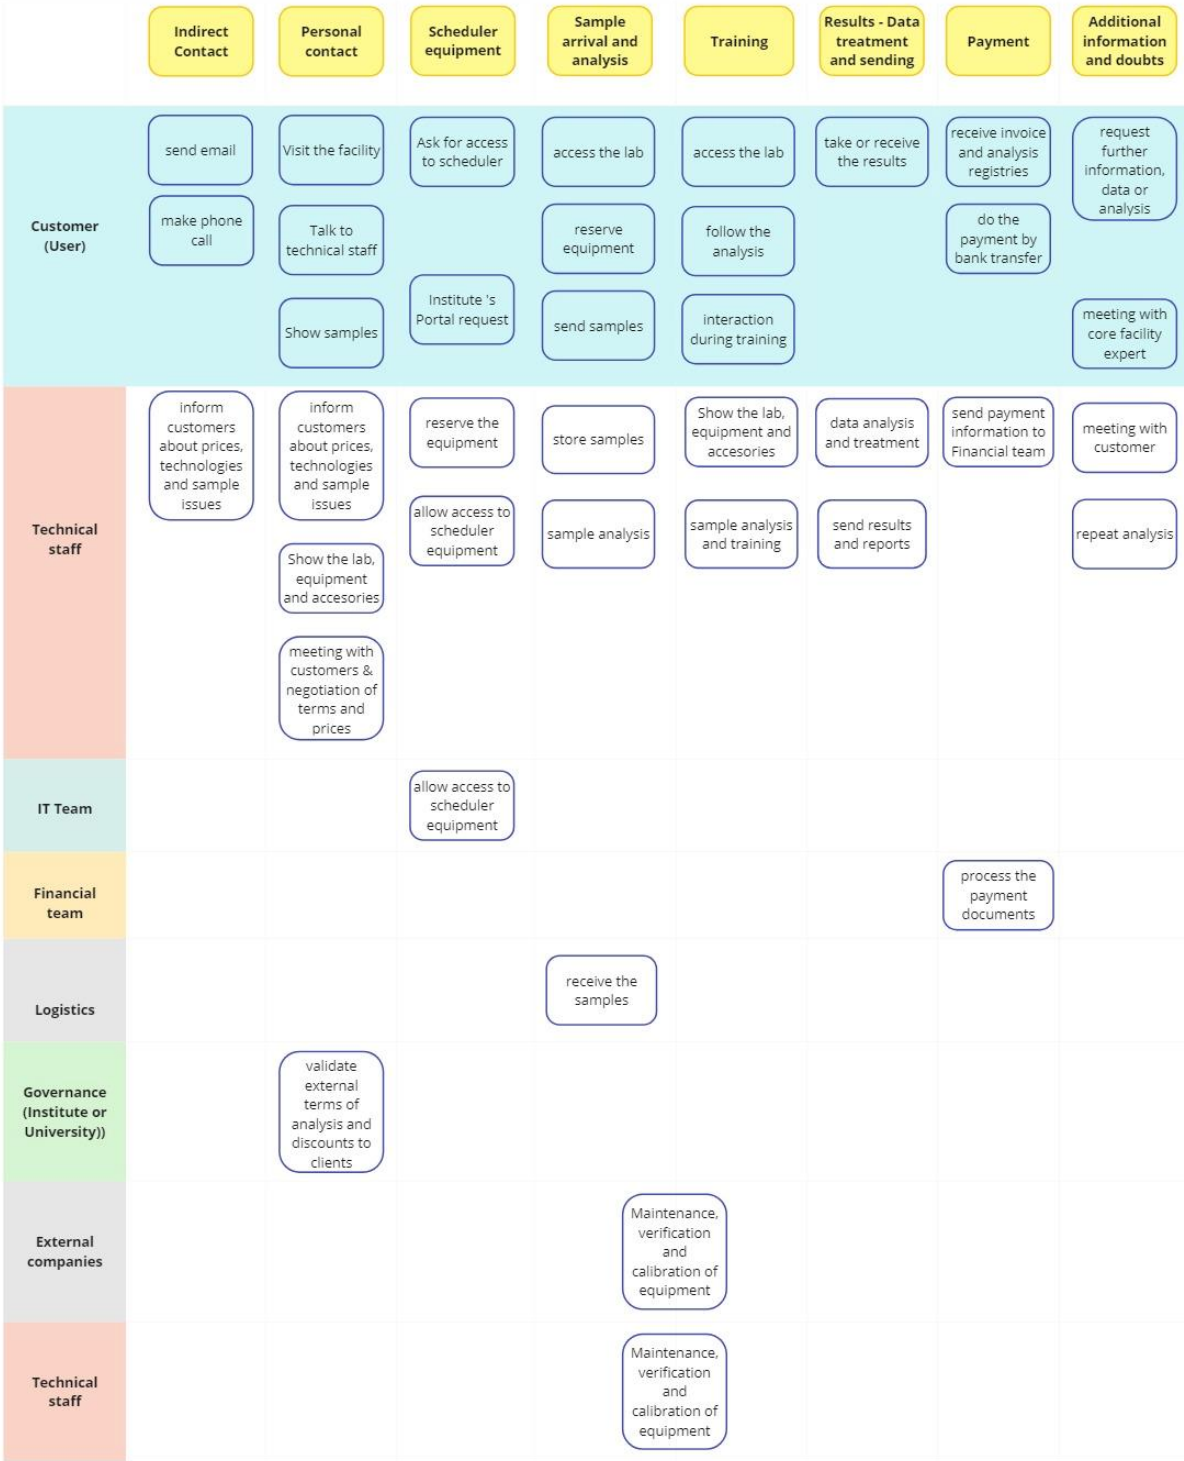 Indirect
Contact
Personal
contact
Scheduler
equipment
Sample
arrival and
analysis
Training
Results - Data
treatment
and sending
Payment
Additional
information
and doubts
Customer
(User)
send email
make phone
call
Visit the facility
Talk to
technical staff
Show samples
Ask for access
to scheduler
Institute 's
Portal request
access the lab
reserve
equipment
send samples
access the lab
follow the
analysis
interaction
during training
take or receive
the results
receive invoice
and analysis
registries
do the
payment by
bank transfer
request
further
information,
data or
analysis
meeting with
core facility
expert
Technical
staff
inform
customers
about prices,
technologies
and sample
issues
inform
customers
about prices,
technologies
and sample
issues
Show the lab,
equipment
and accesories
meeting with
customers &
negotiation of
terms and
prices
reserve the
equipment
allow access to
scheduler
equipment
store samples
sample analysis
Show the lab,
equipment and
accesories
sample analysis
and training
data analysis
and treatment
send results
and reports
send payment
information to
Financial team
meeting with
customer
repeat analysis
IT Team
allow access to
scheduler
equipment
Financial
team
process the
payment
documents
Logistics
receive the
samples
Governance
(Institute or
University))
validate
external
terms of
analysis and
discounts to
clients
External
companies
Maintenance,
verification
and
calibration of
equipment
Technical
staff
Maintenance,
verification
and
calibration of
equipment